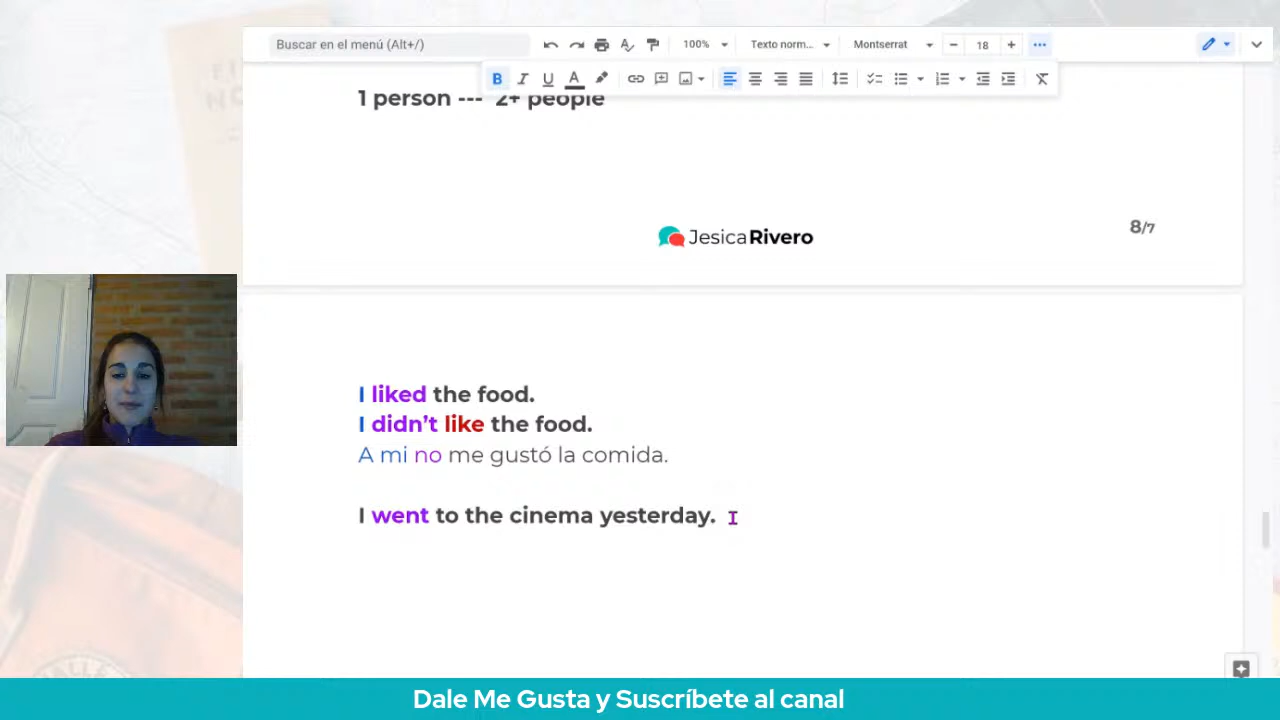 Buscar en el menú (Alt+/)
100%
Texto norm...
Montserrat
18
B I U A
1 person --- 2+ people
JesicaRivero
8/7
I liked the food.
I didn’t like the food.
A mi no me gustó la comida.
I went to the cinema yesterday.
Dale Me Gusta y Suscríbete al canal